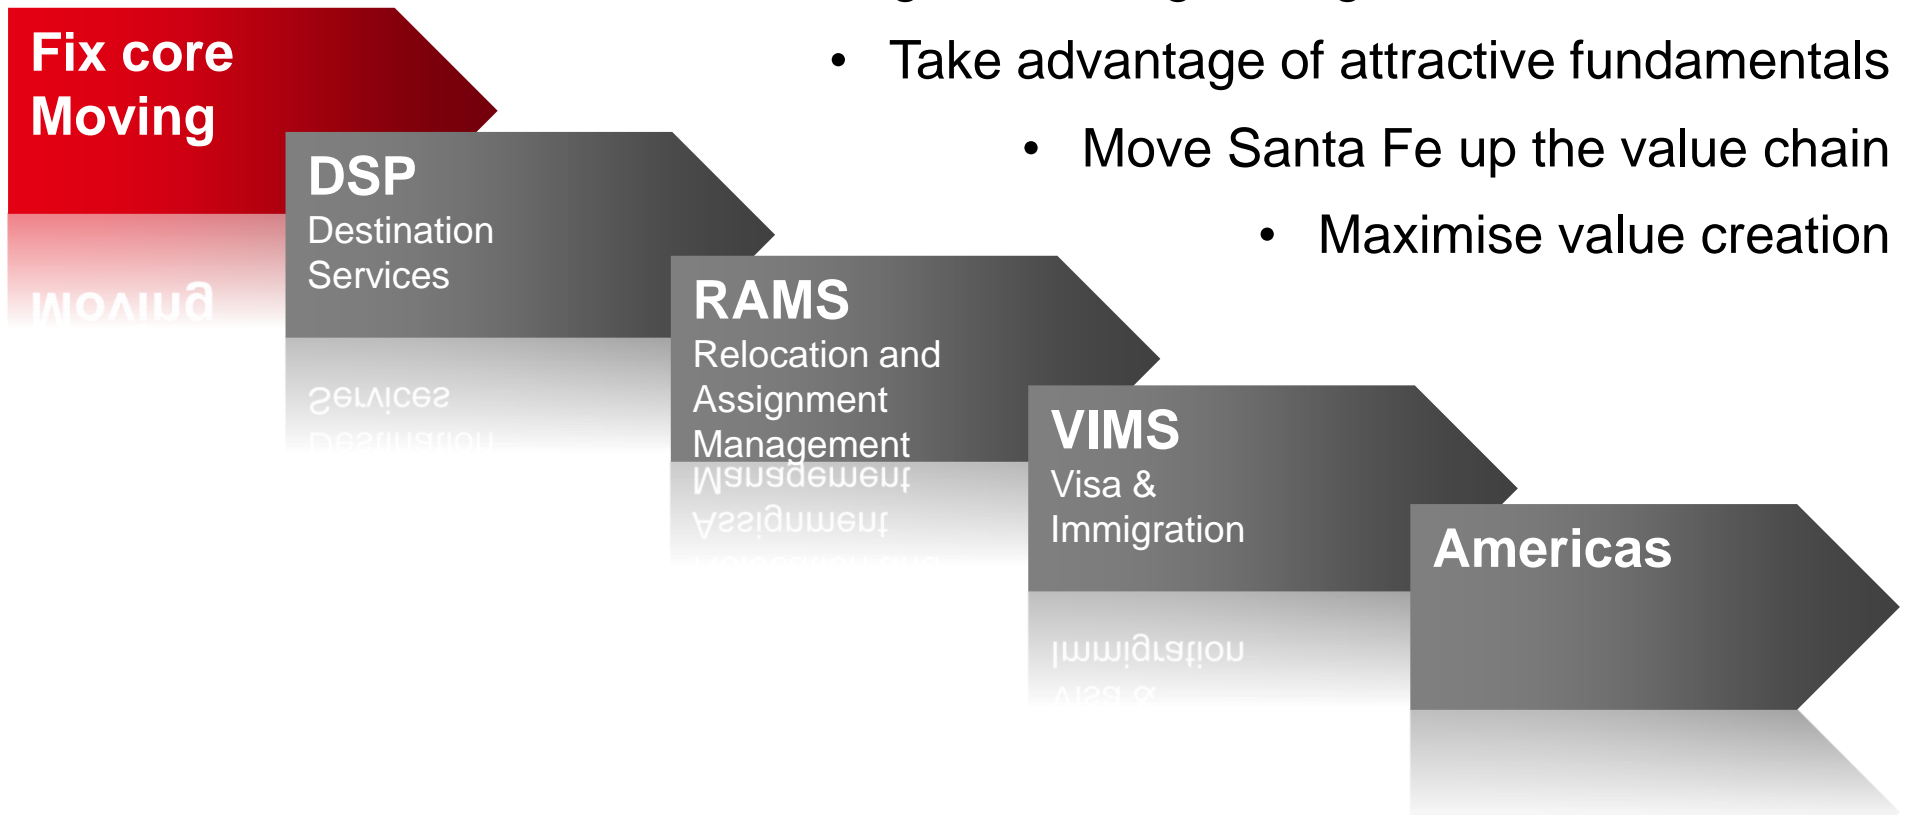 Fix core
Moving
• Take advantage of attractive fundamentals
• Move Santa Fe up the value chain
• Maximise value creation
DSP
Destination
Services
RAMS
Relocation and
Assignment
Management
VIMS
Visa &
Immigration
Americas